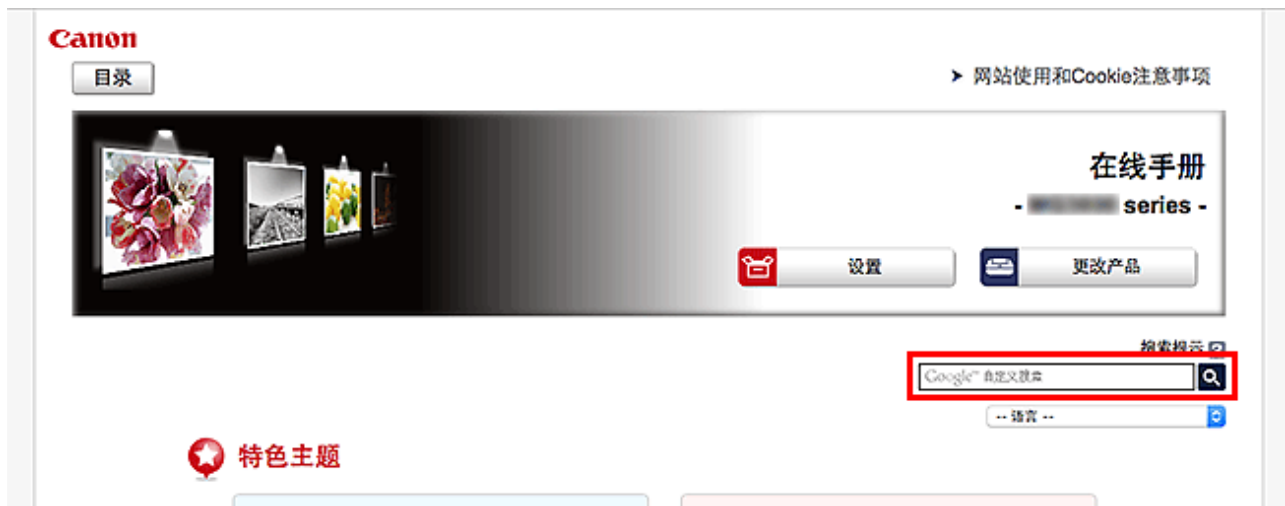 Canon
目录
➤ 网站使用和Cookie注意事项
在线手册
- series -
设置
更改产品
搜索提示
Google™ 自定义搜索
-- 语言 --
特色主题